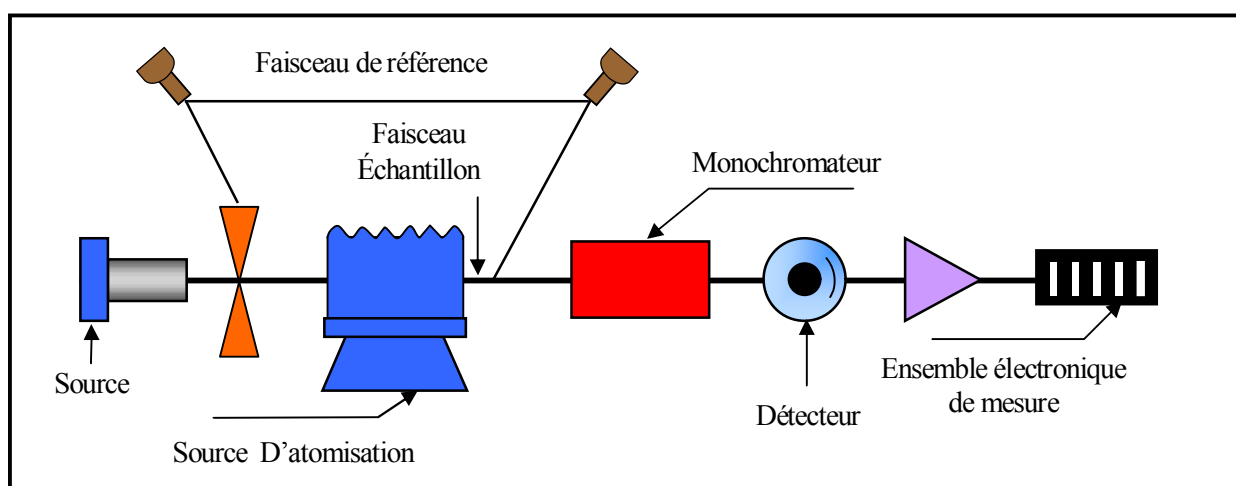 Faisceau de référence
Faisceau
Échantillon
Monochromateur
Source
Source D’atomisation
Détecteur
Ensemble électronique
de mesure